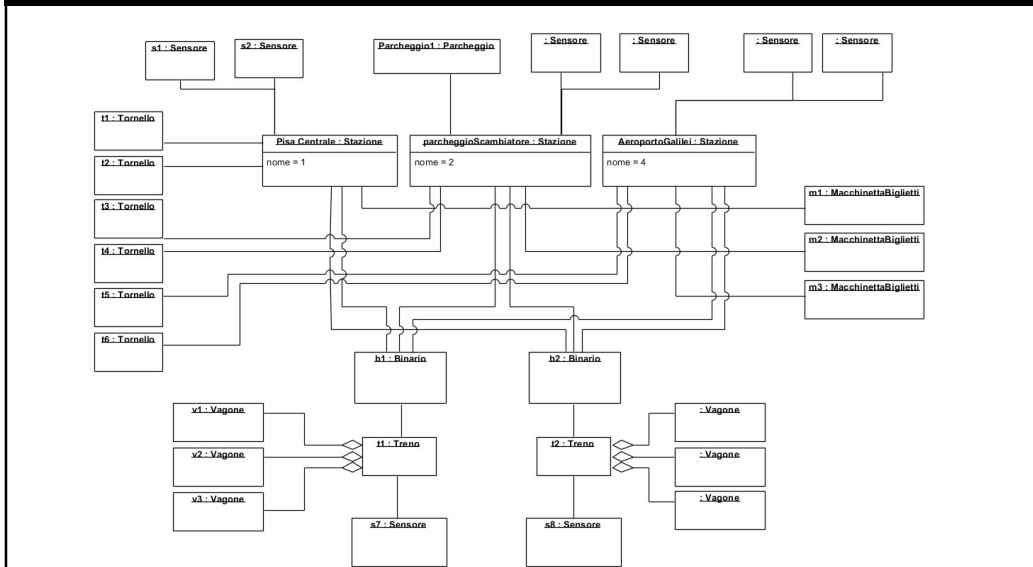 s1 : Sensore
s2 : Sensore
Parcheggio1 : Parcheggio
: Sensore
: Sensore
: Sensore
: Sensore
t1 : Tornello
t2 : Tornello
t3 : Tornello
t4 : Tornello
t5 : Tornello
t6 : Tornello
Pisa Centrale : Stazione
nome = 1
parcheggioScambiatore : Stazione
nome = 2
AeroportoGalilei : Stazione
nome = 4
m1 : MacchinettaBiglietti
m2 : MacchinettaBiglietti
m3 : MacchinettaBiglietti
b1 : Binario
b2 : Binario
v1 : Vagone
v2 : Vagone
v3 : Vagone
t1 : Treno
t2 : Treno
: Vagone
: Vagone
: Vagone
s7 : Sensore
s8 : Sensore